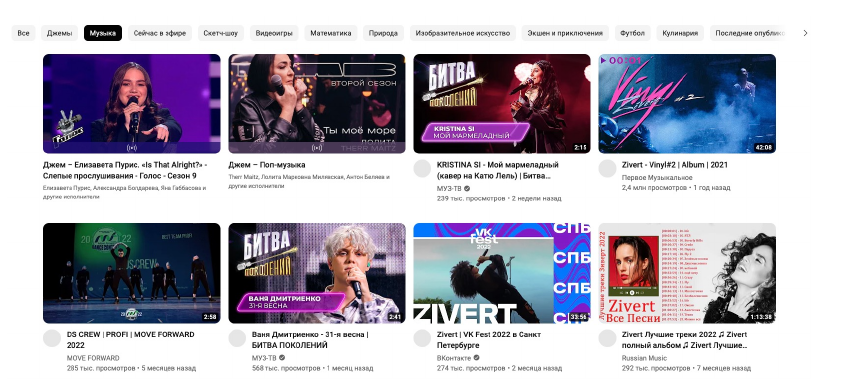 Все Джемы Музыка Сейчас в эфире Скетч-шоу Видеоигры Математика Природа Изобразительное искусство Экшен и приключения Футбол Кулинария Последние опублико
Голос
ВТОРОЙ СЕЗОН
Ты моё море
ЛОЛИТА
THERR MAITZ
БИТВА
ПОКОЛЕНИЙ
KRISTINA SI
МОЙ МАРМЕЛАДНЫЙ
2:15
Vinyl
#2
42:08
Джем – Елизавета Пурис. «Is That Alright?» -
Слепые прослушивания - Голос - Сезон 9
Елизавета Пурис, Александра Болдарева, Яна Габбасова и
другие исполнители
Джем – Поп-музыка
Therr Maitz, Лолита Марковна Милявская, Антон Беляев и
другие исполнители
KRISTINA SI - Мой мармеладный
(кавер на Катю Лель) | Битва...
МУЗ-ТВ
239 тыс. просмотров • 2 недели назад
Zivert - Vinyl#2 | Album | 2021
Первое Музыкальное
2,4 млн просмотров • 1 год назад
DS CREW
2:58
БИТВА
ПОКОЛЕНИЙ
ВАНЯ ДМИТРИЕНКО
31-Я ВЕСНА
3:41
VK
fest
2022
СПБ
СПБ
СПБ
ZIVERT
33:56
Лучшие треки Зиверт 2022
Zivert
Все Песни
1:13:38
DS CREW | PROFI | MOVE FORWARD
2022
MOVE FORWARD
285 тыс. просмотров • 5 месяцев назад
Ваня Дмитриенко - 31-я весна |
БИТВА ПОКОЛЕНИЙ
МУЗ-ТВ
568 тыс. просмотров • 1 месяц назад
Zivert | VK Fest 2022 в Санкт
Петербурге
ВКонтакте
274 тыс. просмотров • 2 месяца назад
Zivert Лучшие треки 2022 ♫ Zivert
полный альбом ♫ Zivert Лучшие...
Russian Music
292 тыс. просмотров • 7 месяцев назад